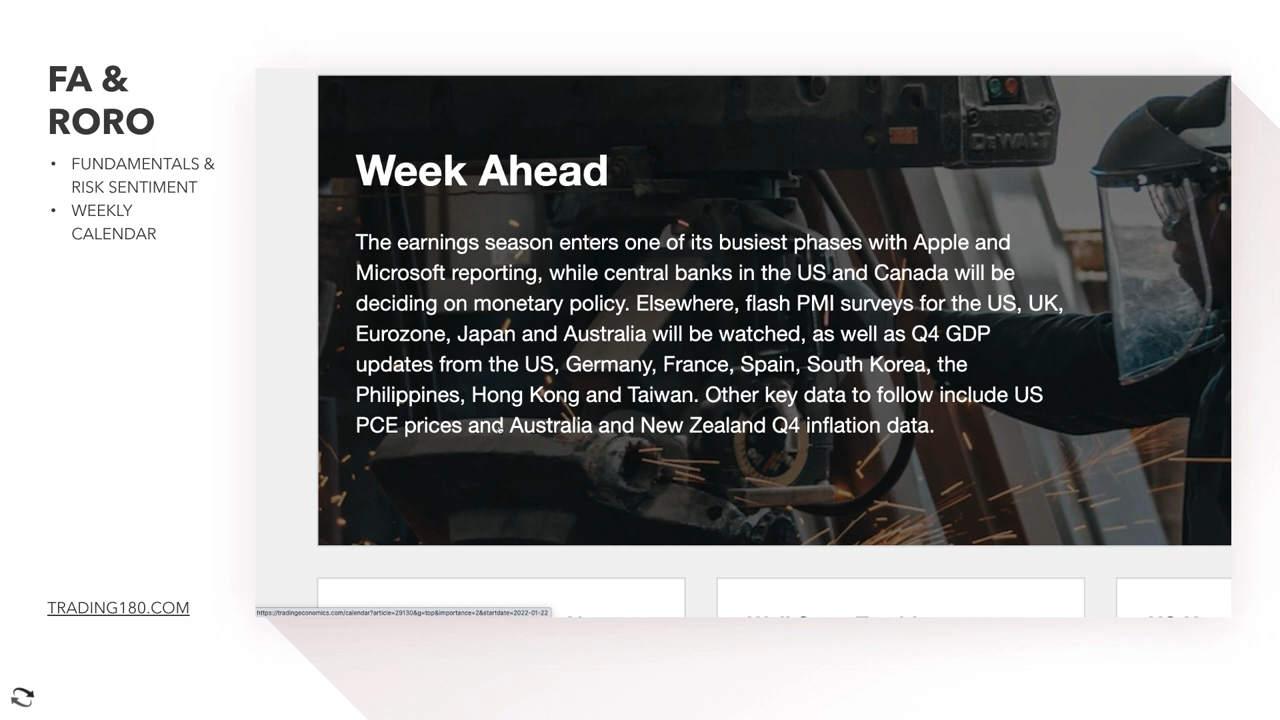 FA &
RORO
• FUNDAMENTALS &
RISK SENTIMENT
• WEEKLY
CALENDAR
TRADING180.COM
DEWALT
Week Ahead
The earnings season enters one of its busiest phases with Apple and
Microsoft reporting, while central banks in the US and Canada will be
deciding on monetary policy. Elsewhere, flash PMI surveys for the US, UK,
Eurozone, Japan and Australia will be watched, as well as Q4 GDP
updates from the US, Germany, France, Spain, South Korea, the
Philippines, Hong Kong and Taiwan. Other key data to follow include US
PCE prices and Australia and New Zealand Q4 inflation data.
https://tradingeconomics.com/calendar?article=29130&g=top&importance=2&startdate=2022-01-22